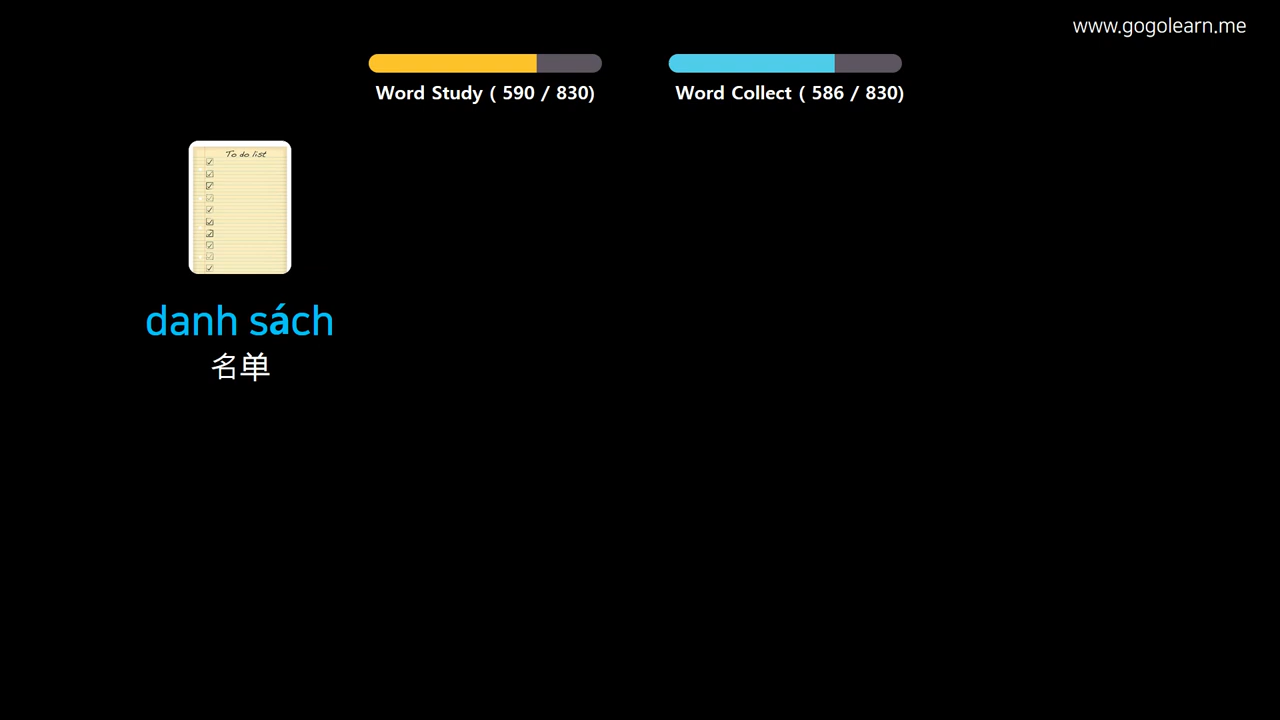 www.gogolearn.me
Word Study ( 590 / 830)
Word Collect ( 586 / 830)
To do list
danh sách
名单